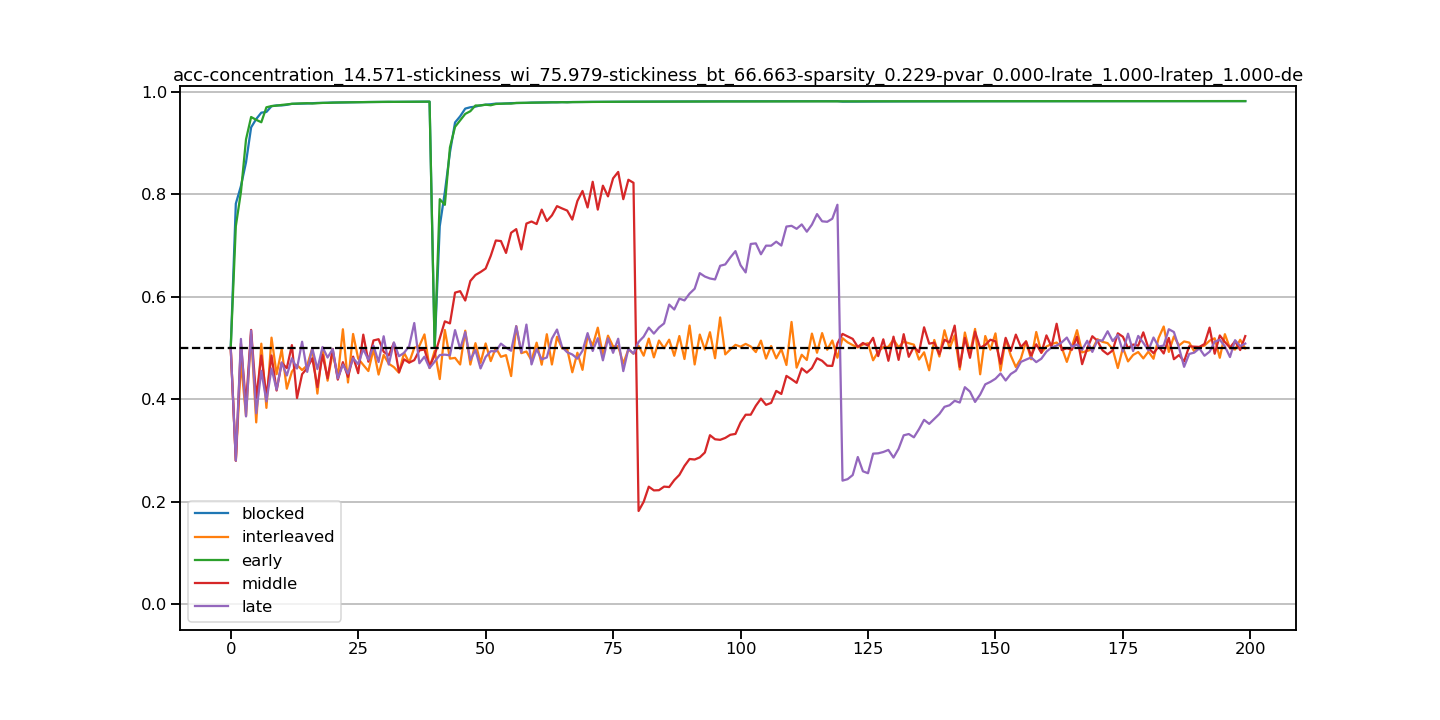 acc-concentration_14.571-stickiness_wi_75.979-stickiness_bt_66.663-sparsity_0.229-pvar_0.000-lrate_1.000-lratep_1.000-de
1.0
0.8
0.6
0.4
0.2
0.0
blocked
interleaved
early
middle
late
0 25 50 75 100 125 150 175 200